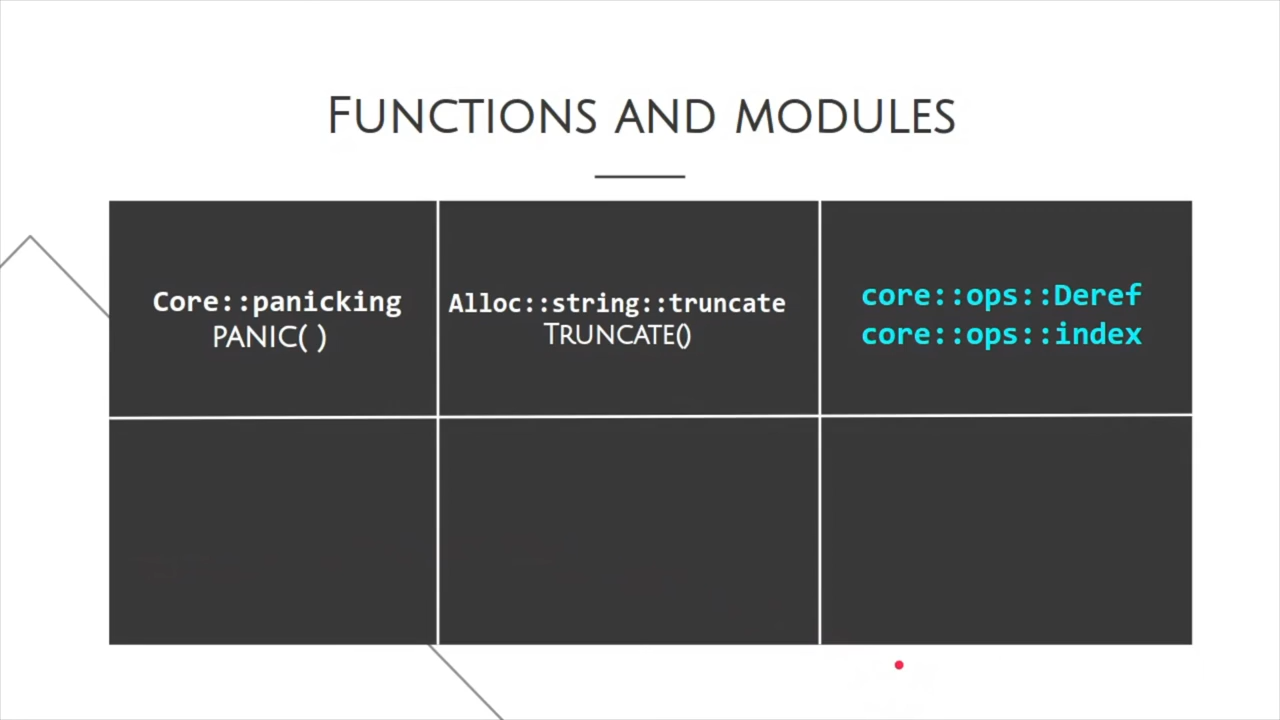 Functions and modules
Core::panicking
PANIC( )
Alloc::string::truncate
Truncate()
core::ops::Deref
core::ops::index